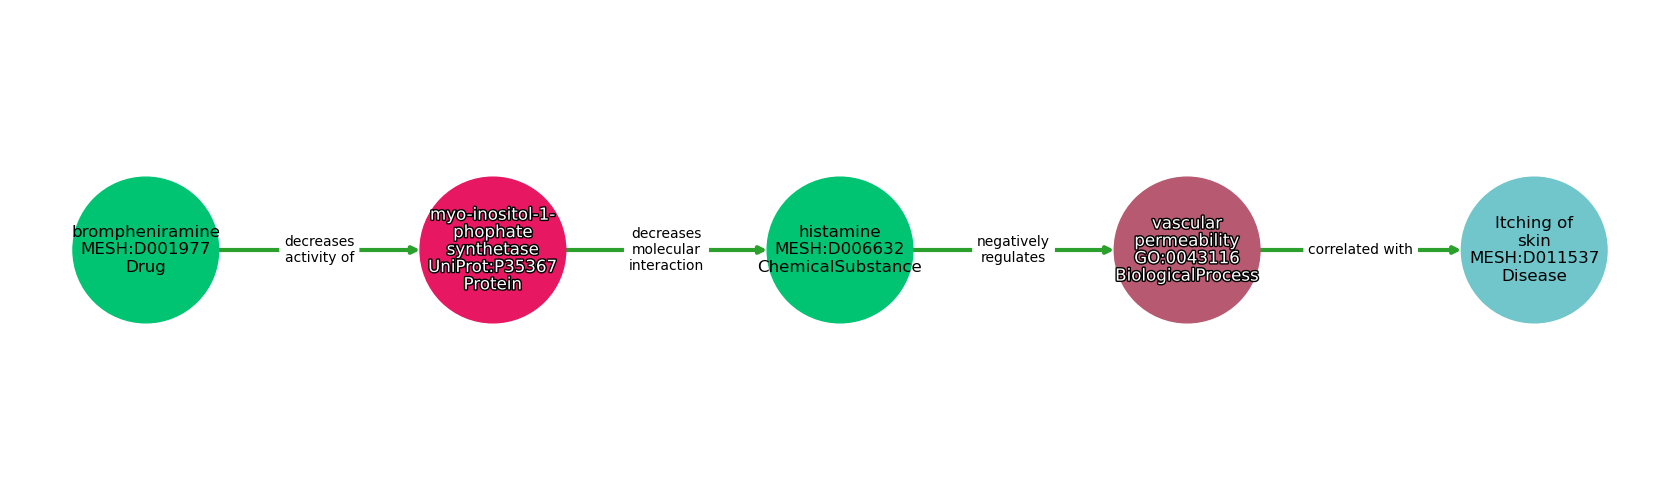 brompheniramine
MESH:D001977
Drug
decreases
activity of
myo-inositol-1-
phophate
synthetase
UniProt:P35367
Protein
decreases
molecular
interaction
histamine
MESH:D006632
ChemicalSubstance
negatively
regulates
vascular
permeability
GO:0043116
BiologicalProcess
correlated with
Itching of
skin
MESH:D011537
Disease